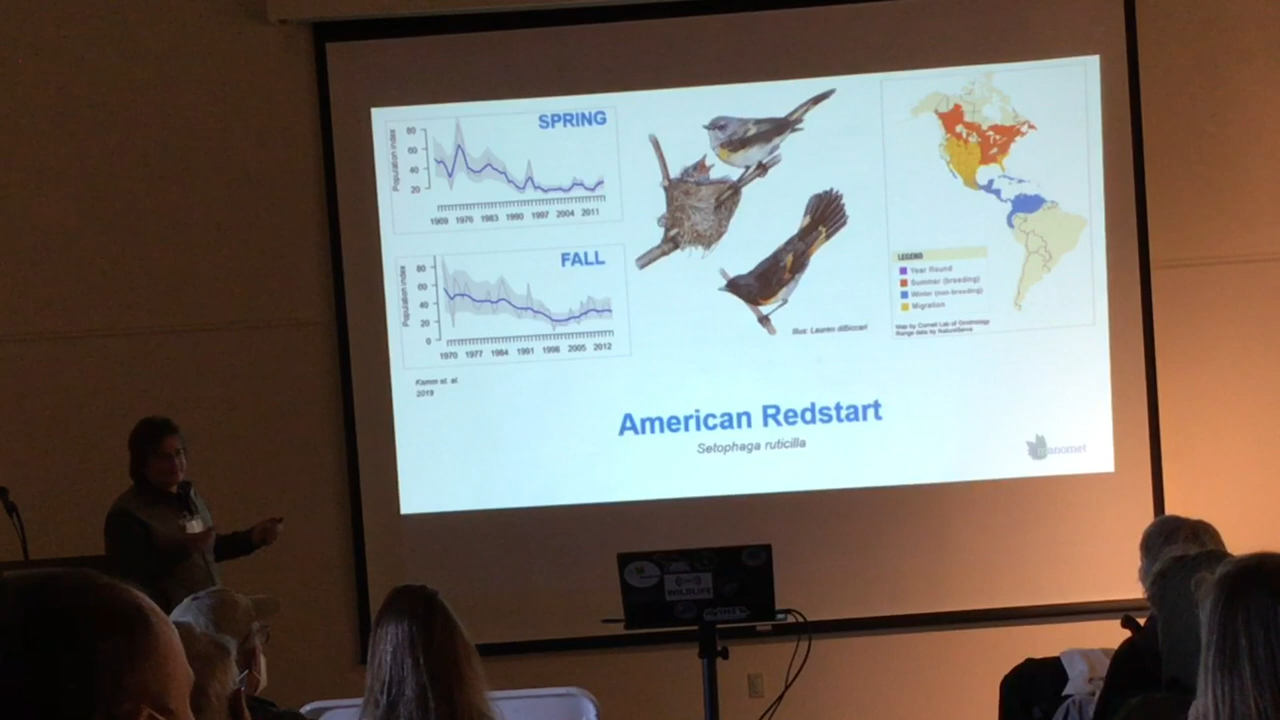 SPRING
Population index
80
60
40
20
1969 1976 1983 1990 1997 2004 2011
FALL
Population index
80
60
40
20
0
1970 1977 1984 1991 1998 2005 2012
Kamm et. al.
2019
Illus: Lauren diBiccari
LEGEND
Year Round
Summer (breeding)
Winter (non-breeding)
Migration
Map by Cornell Lab of Ornithology
Range data by NatureServe
American Redstart
Setophaga ruticilla
manomet
WILDLIFE